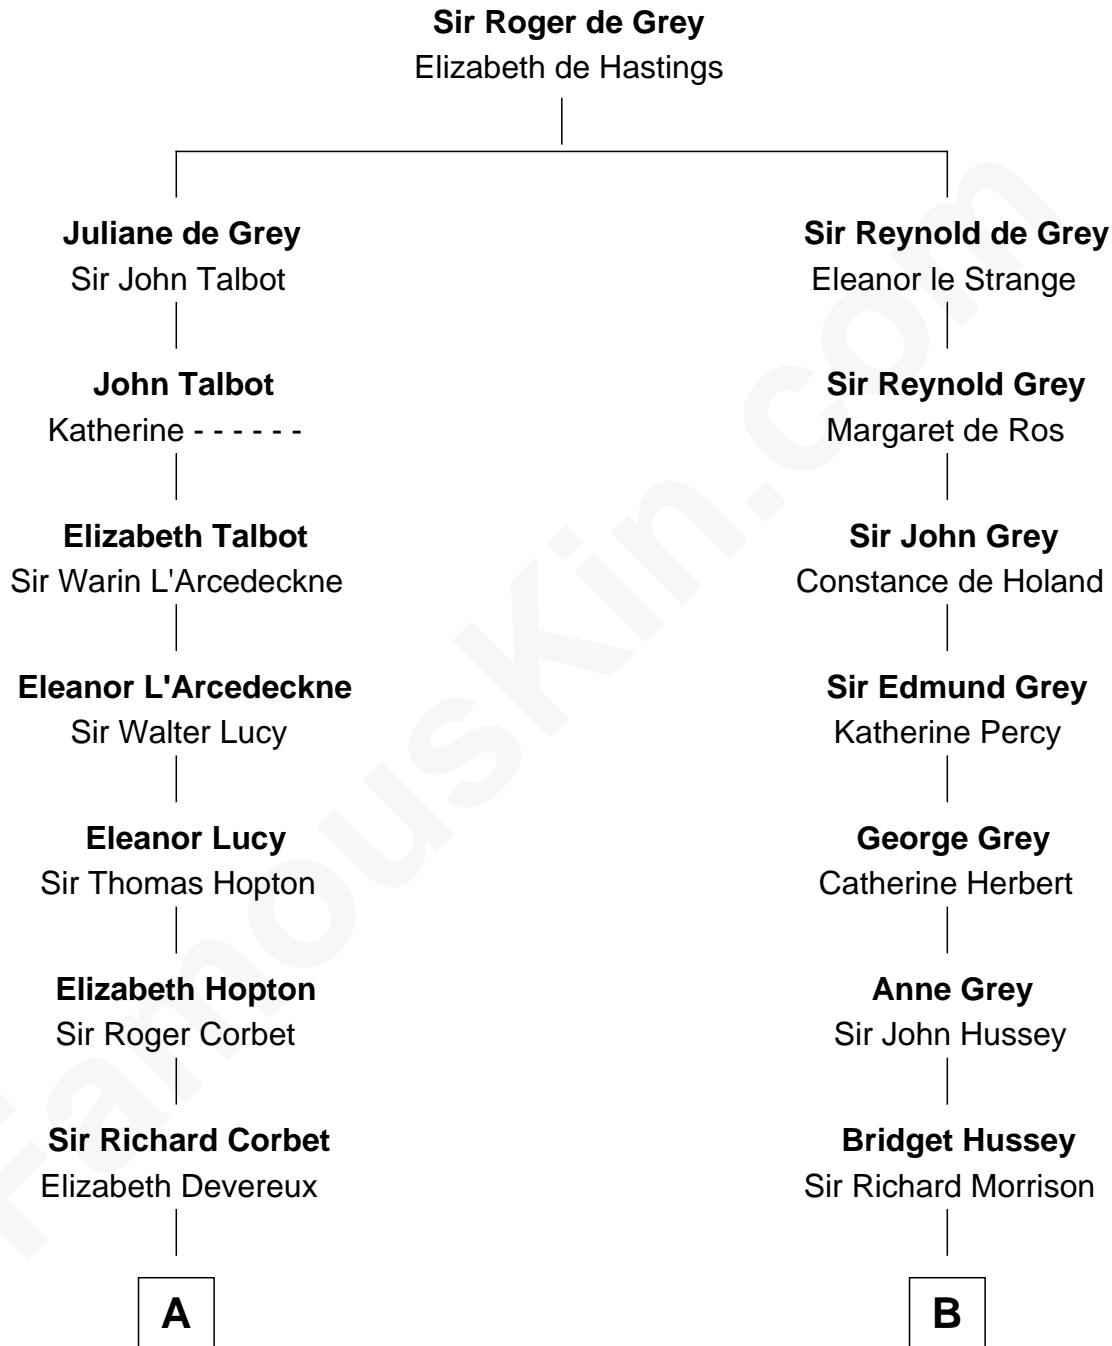 Sir Roger de Grey
Elizabeth de Hastings
Juliane de Grey
Sir John Talbot
Sir Reynold de Grey
Eleanor le Strange
John Talbot
Katherine - - - - - -
Sir Reynold Grey
Margaret de Ros
Elizabeth Talbot
Sir Warin L'Arcedeckne
Sir John Grey
Constance de Holand
Eleanor L'Arcedeckne
Sir Walter Lucy
Sir Edmund Grey
Katherine Percy
Eleanor Lucy
Sir Thomas Hopton
George Grey
Catherine Herbert
Elizabeth Hopton
Sir Roger Corbet
Anne Grey
Sir John Hussey
Sir Richard Corbet
Elizabeth Devereux
Bridget Hussey
Sir Richard Morrison
A
B
FamousKin.com